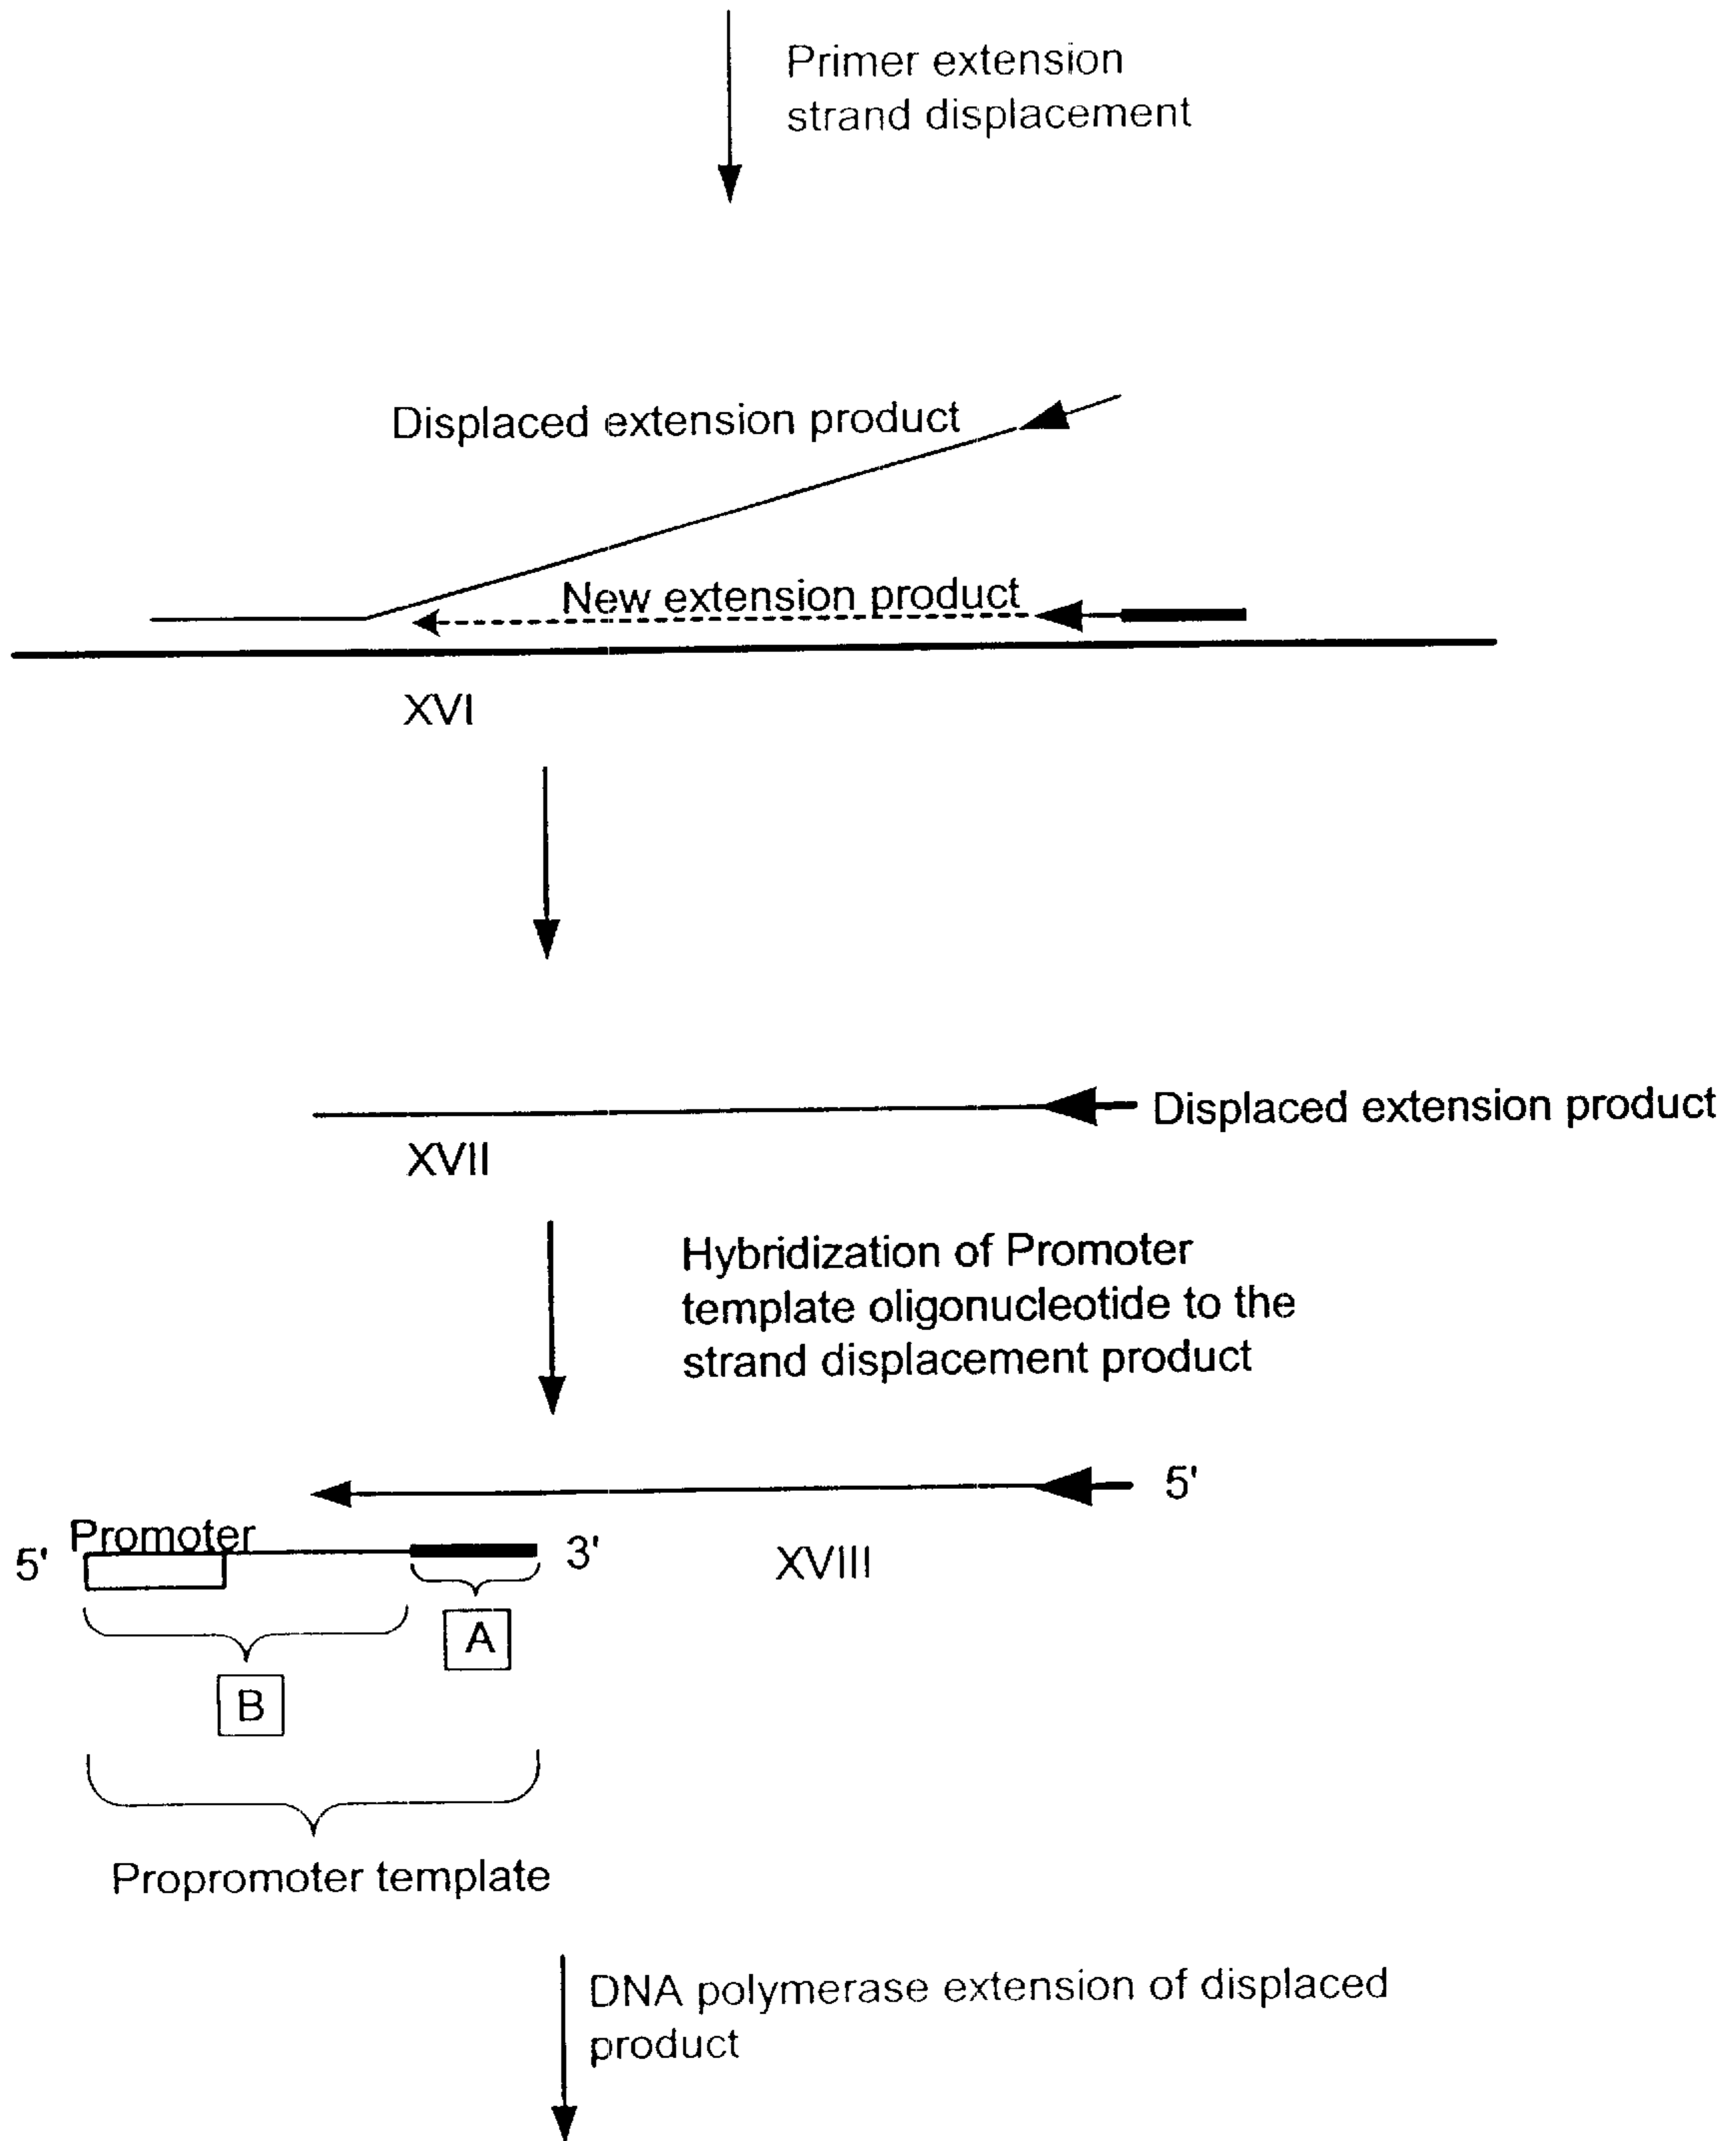 Primer extension
strand displacement
Displaced extension product
New extension product
XVI
Displaced extension product
XVII
Hybridization of Promoter
template oligonucleotide to the
strand displacement product
5'
Promoter
5'
3'
XVIII
A
B
Propromoter template
DNA polymerase extension of displaced
product